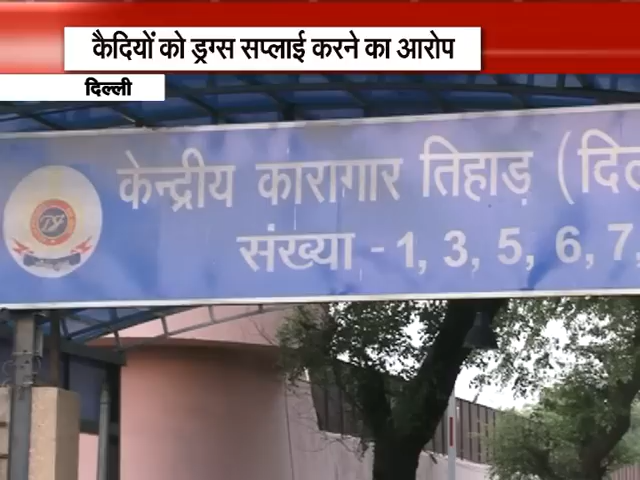 कैदियों को ड्रग्स सप्लाई करने का आरोप
दिल्ली
केन्द्रीय कारागार तिहाड़ (दिल
संख्या - 1, 3, 5, 6, 7,